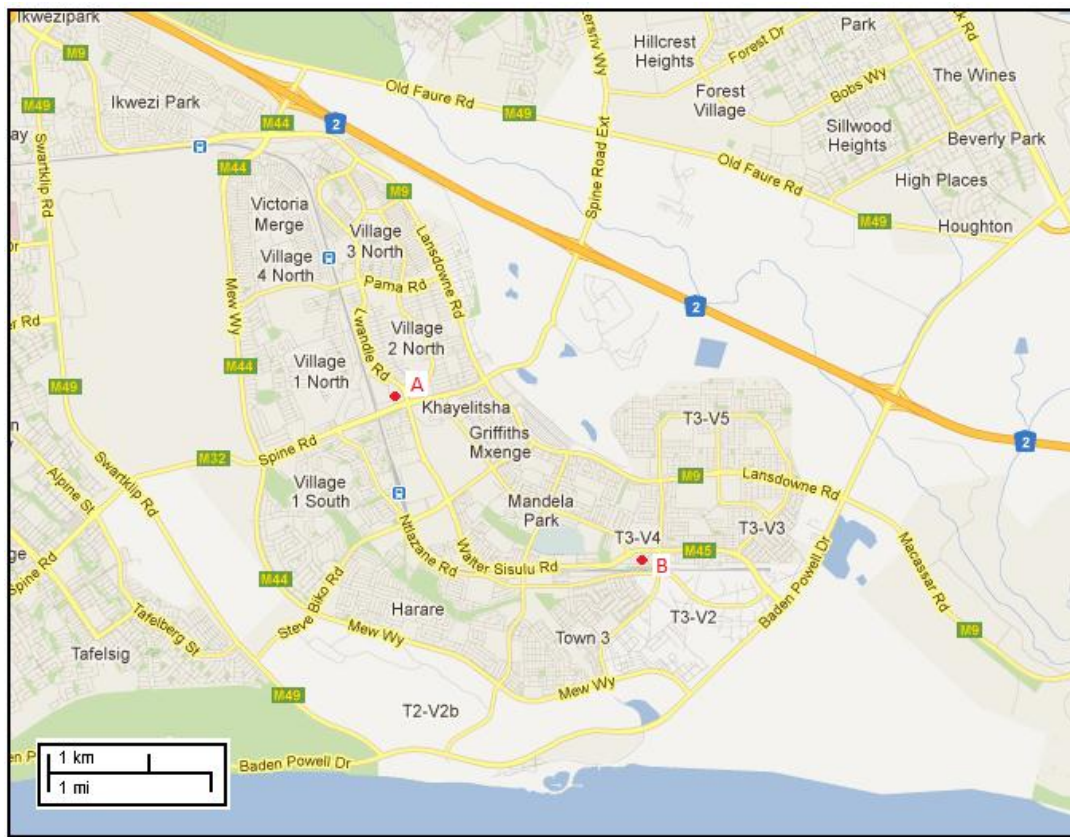 Ikwezipark
M9
M49
Ikwezi Park
M44
2
Old Faure Rd
M49
Hillcrest
Heights
Forest Dr
Park
Forest
Village
Bobs Wy
The Wines
Sillwood
Heights
Beverly Park
Old Faure Rd
High Places
M49
Houghton
Swartklip Rd
M44
Victoria
Merge
M9
Village
3 North
Village
4 North
Lansdowne Rd
Spine Road Ext
Pama Rd
Mew Wy
2
Zwandle Rd
Village
2 North
Village
1 North
M44
M49
A
Khayelitsha
Griffiths
Mxenge
T3-V5
Spine Rd
M32
2
M9
Lansdowne Rd
Swartklip Rd
Alpine St
Village
1 South
Mandela
Park
Ntlazane Rd
Walter Sisulu Rd
T3-V4
T3-V3
M45
B
Spine Rd
M44
Steve Biko Rd
Harare
Macassar Rd
Baden Powell Dr
T3-V2
Tafelberg St
Tafelsig
Mew Wy
Town 3
M9
M49
Mew Wy
T2-V2b
Baden Powell Dr
1 km
1 mi